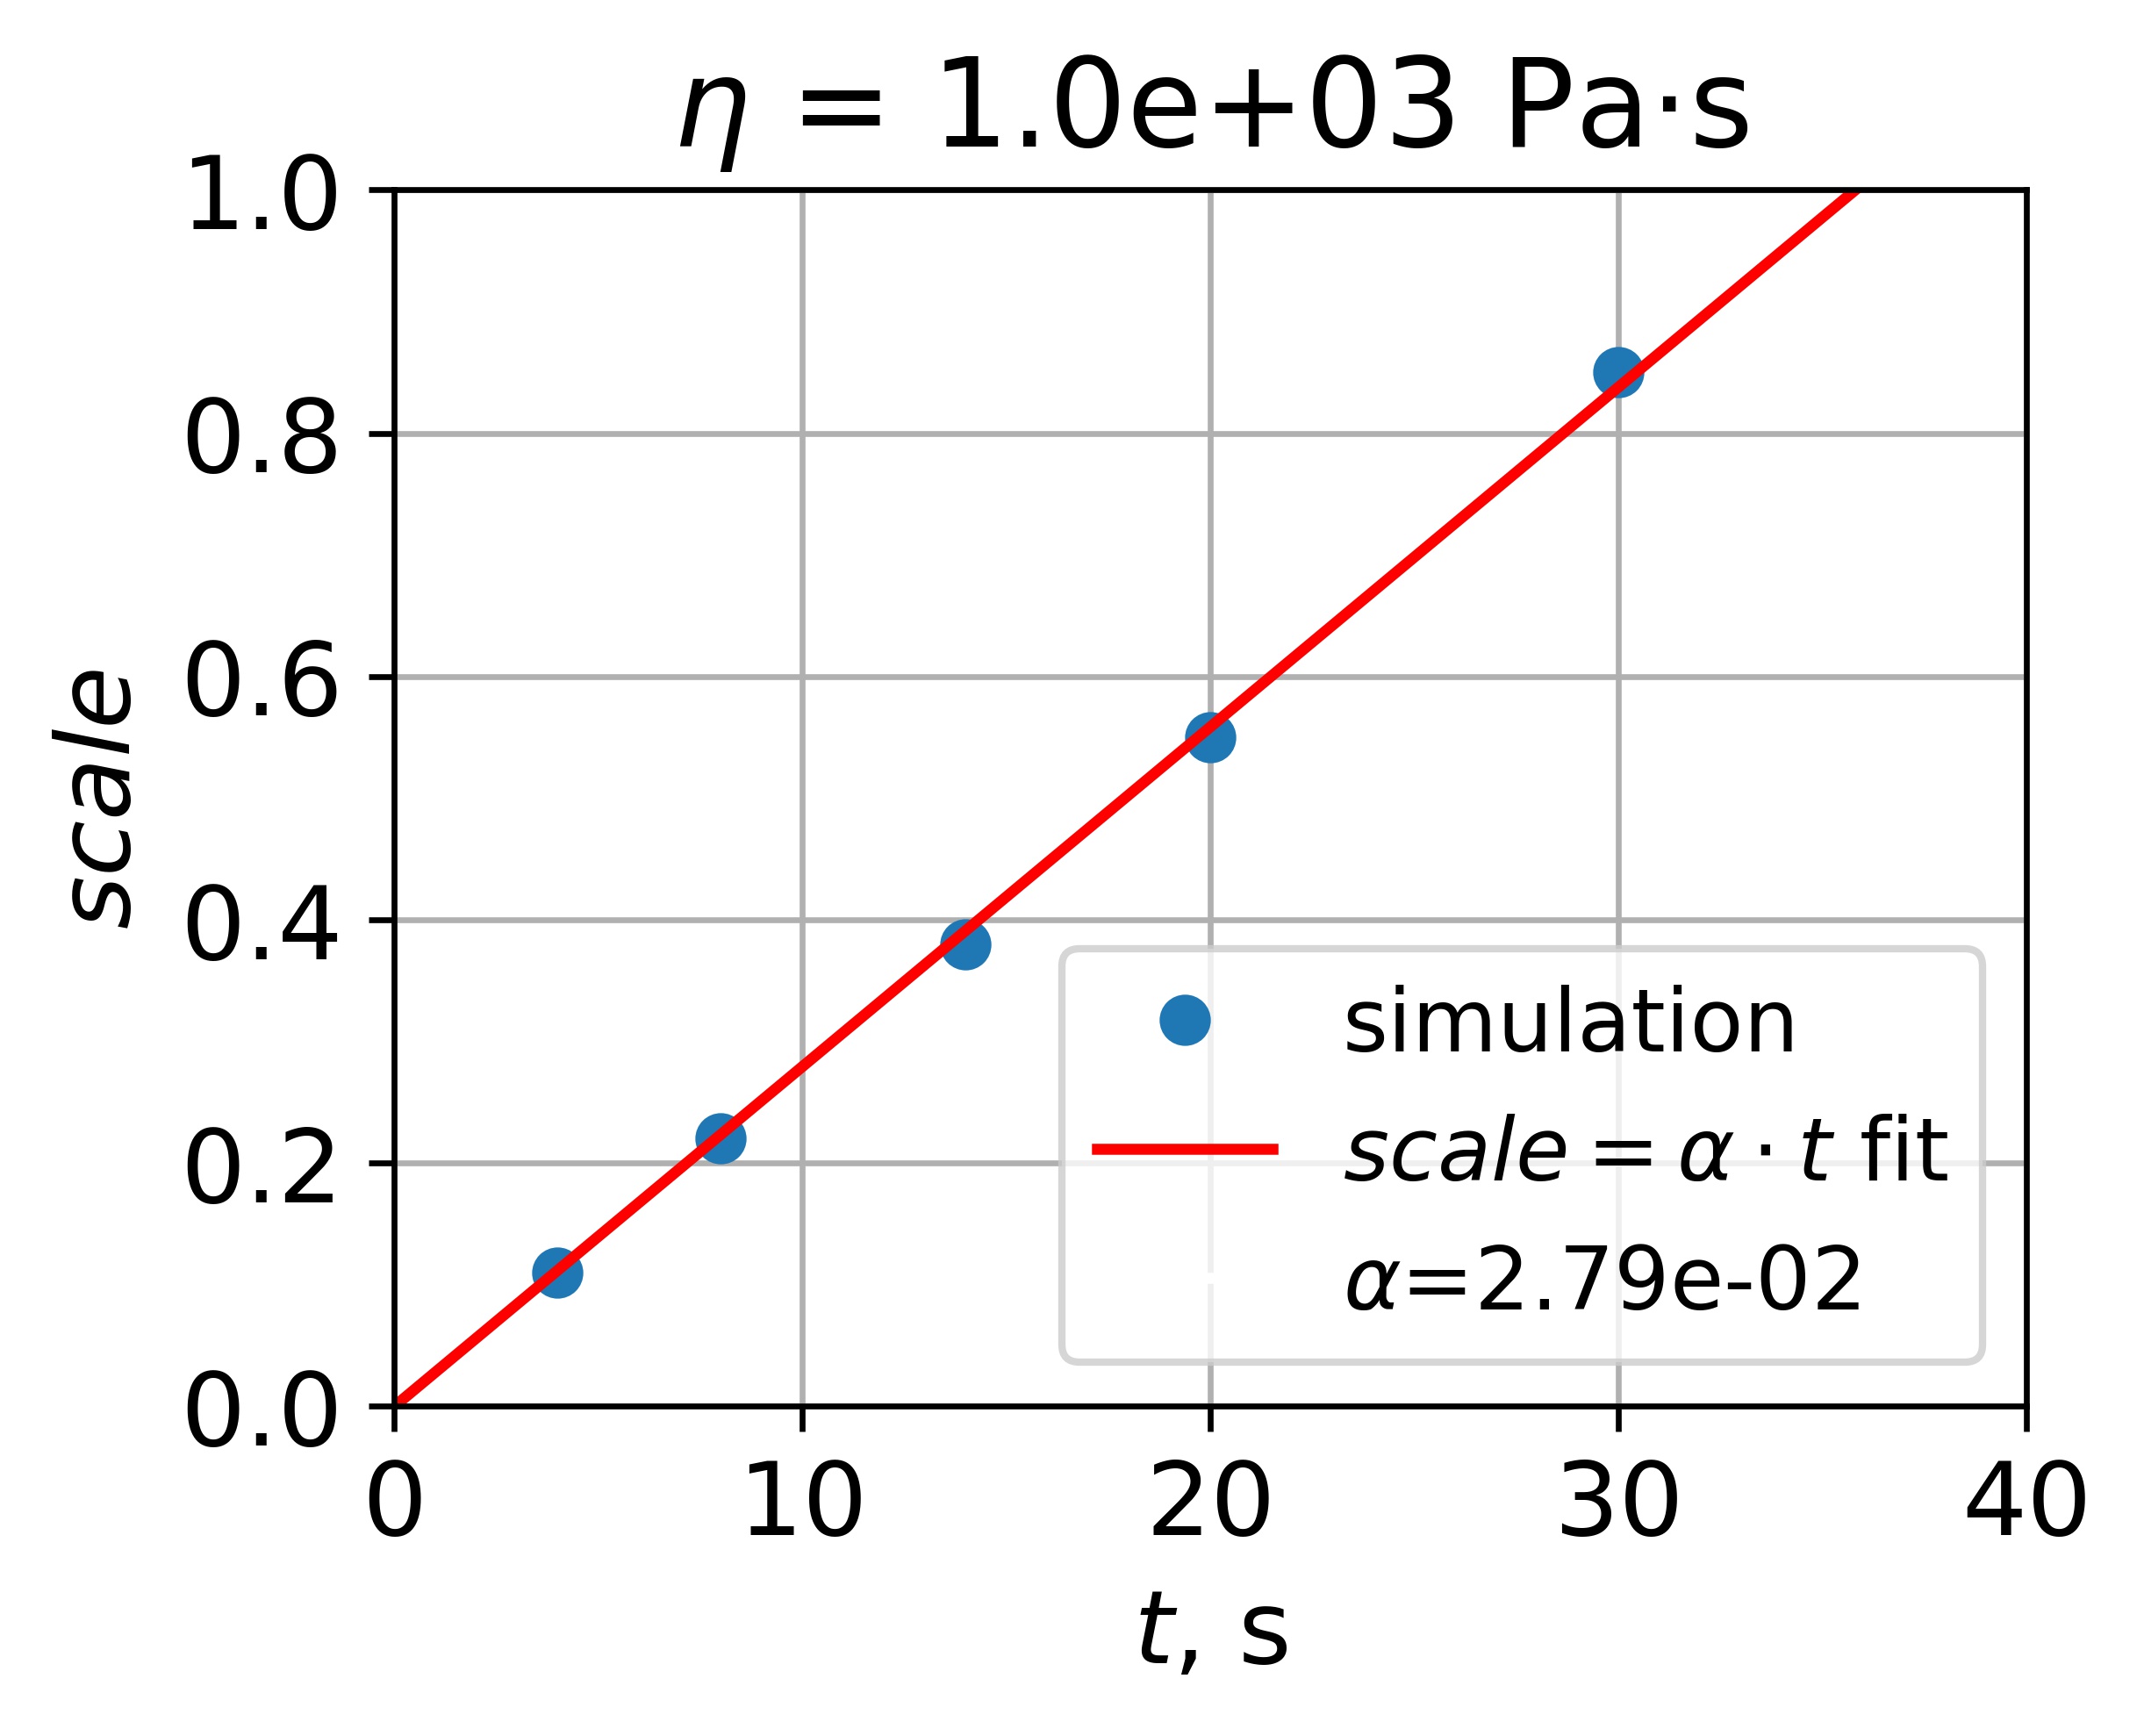 η = 1.0e+03 Pa·s
1.0
0.8
0.6
0.4
0.2
0.0
scale
simulation
scale = α · t fit
α=2.79e-02
0 10 20 30 40
t, s